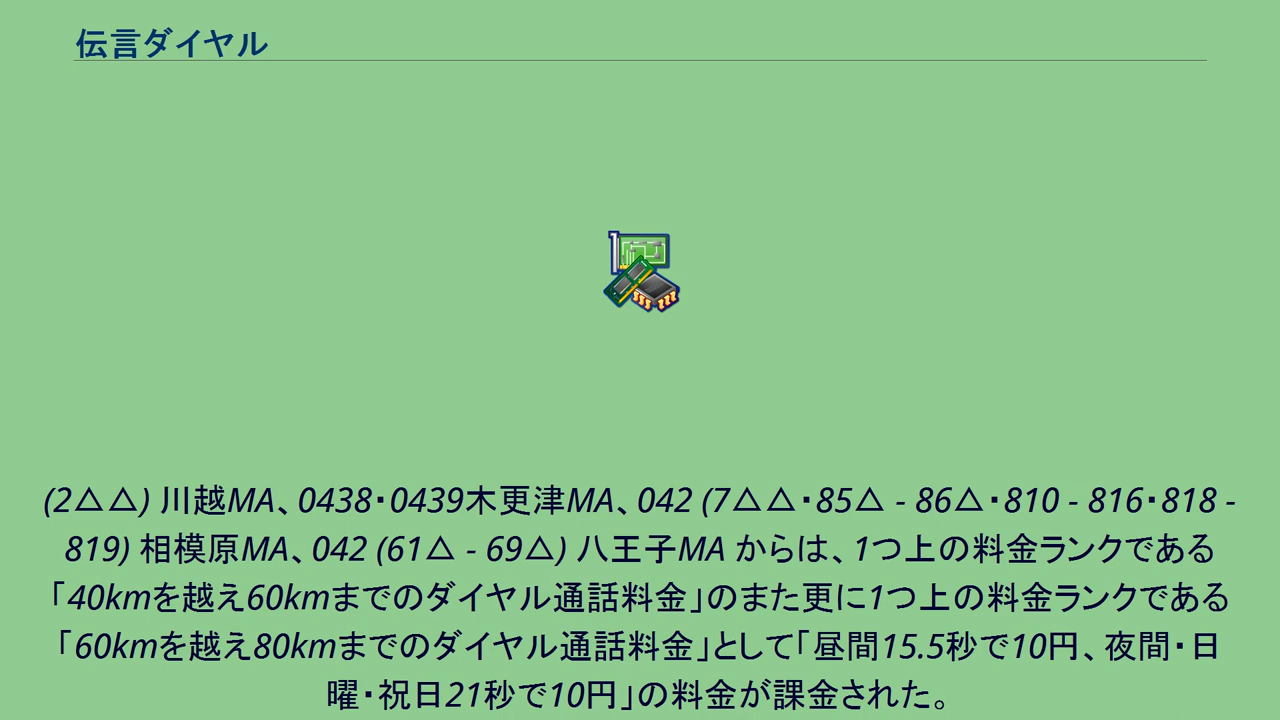 伝言ダイヤル
(2△△) 川越MA、0438・0439木更津MA、042 (7△△・85△ - 86△・810 - 816・818 -
819) 相模原MA、042 (61△ - 69△) 八王子MA からは、1つ上の料金ランクである
「40kmを越え60kmまでのダイヤル通話料金」のまた更に1つ上の料金ランクである
「60kmを越え80kmまでのダイヤル通話料金」として「昼間15.5秒で10円、夜間・日
曜・祝日21秒で10円」の料金が課金された。